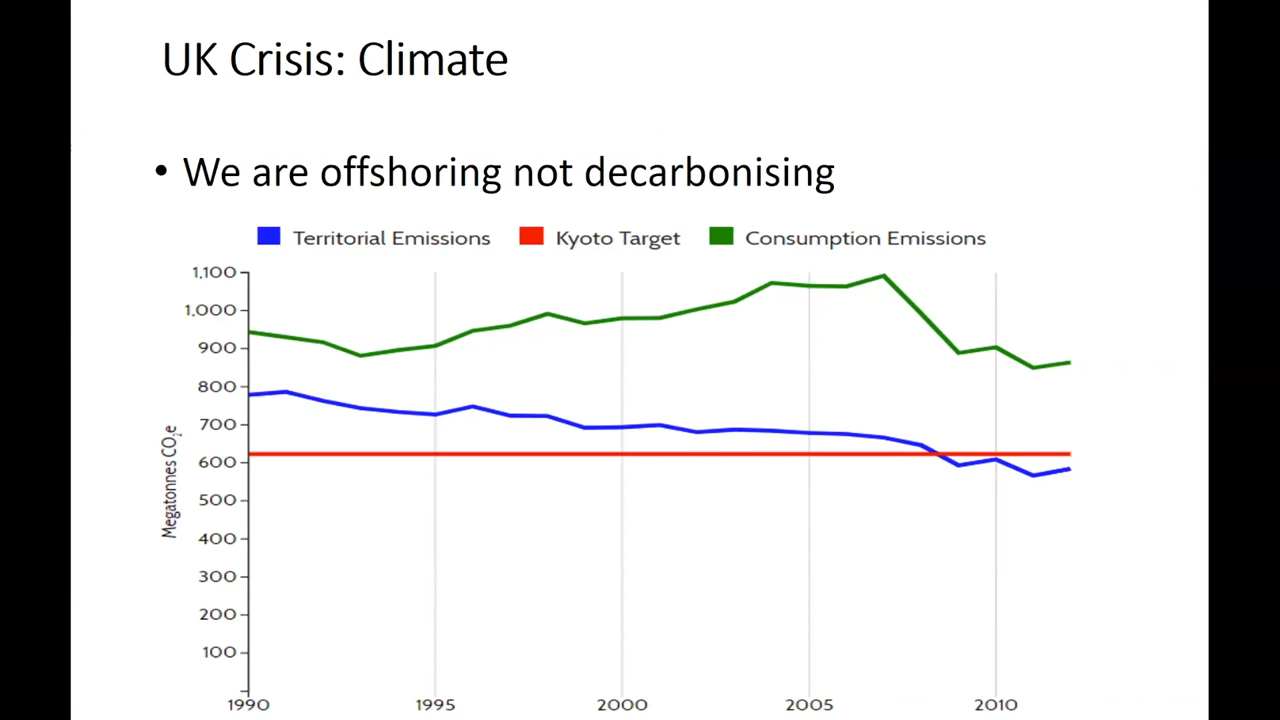 UK Crisis: Climate
• We are offshoring not decarbonising
Territorial Emissions Kyoto Target Consumption Emissions
1,100
1,000
900
800
700
600
500
400
300
200
100
Megatonnes CO₂e
1990 1995 2000 2005 2010